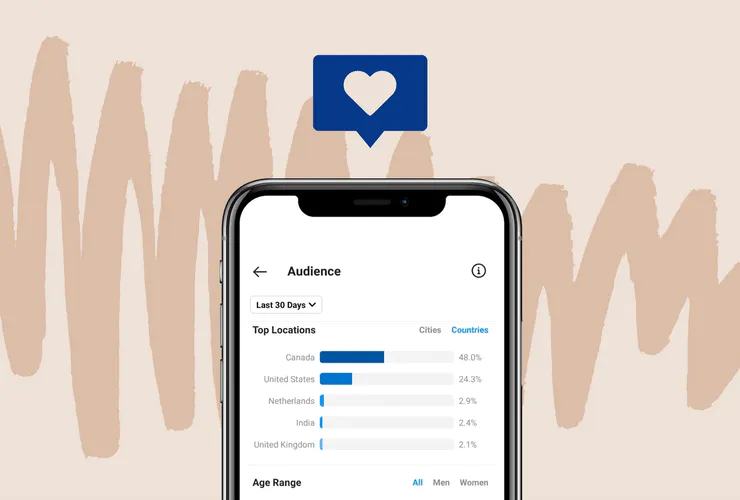 Audience
Last 30 Days
Top Locations Cities Countries
Canada 48.0%
United States 24.3%
Netherlands 2.9%
India 2.4%
United Kingdom 2.1%
Age Range All Men Women